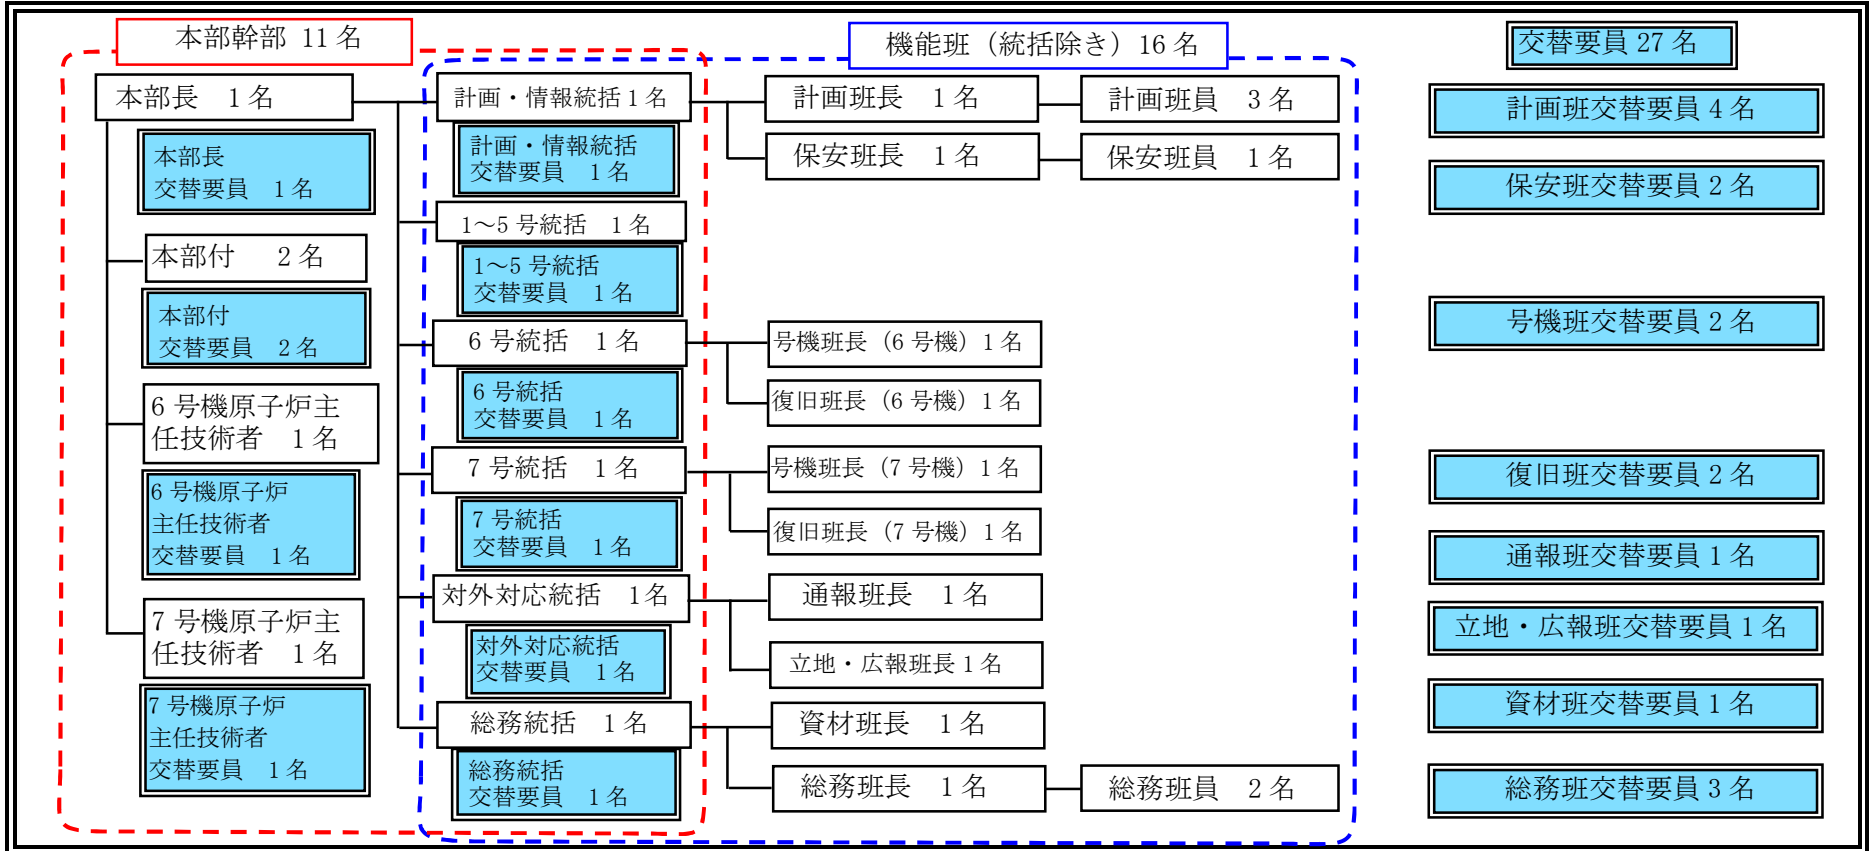 本部幹部 11名
機能班（統括除き）16名
交替要員 27名
本部長 1名
本部長
交替要員 1名
本部付 2名
本部付
交替要員 2名
6号機原子炉主
任技術者 1名
6号機原子炉
主任技術者
交替要員 1名
7号機原子炉主
任技術者 1名
7号機原子炉
主任技術者
交替要員 1名
計画・情報統括 1名
計画・情報統括
交替要員 1名
1～5号統括 1名
1～5号統括
交替要員 1名
6号統括 1名
6号統括
交替要員 1名
7号統括 1名
7号統括
交替要員 1名
対外対応統括 1名
対外対応統括
交替要員 1名
総務統括 1名
総務統括
交替要員 1名
計画班長 1名
計画班員 3名
保安班長 1名
保安班員 1名
号機班長（6号機）1名
復旧班長（6号機）1名
号機班長（7号機）1名
復旧班長（7号機）1名
通報班長 1名
立地・広報班長 1名
資材班長 1名
総務班長 1名
総務班員 2名
計画班交替要員 4名
保安班交替要員 2名
号機班交替要員 2名
復旧班交替要員 2名
通報班交替要員 1名
立地・広報班交替要員 1名
資材班交替要員 1名
総務班交替要員 3名